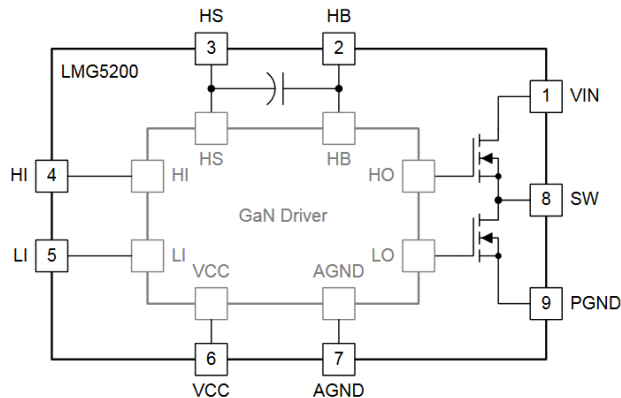 HS HB
3 2
LMG5200
1 VIN
HS HB
HI 4 HI HO
8 SW
GaN Driver
LI 5 LI LO
VCC AGND
9 PGND
6 7
VCC AGND